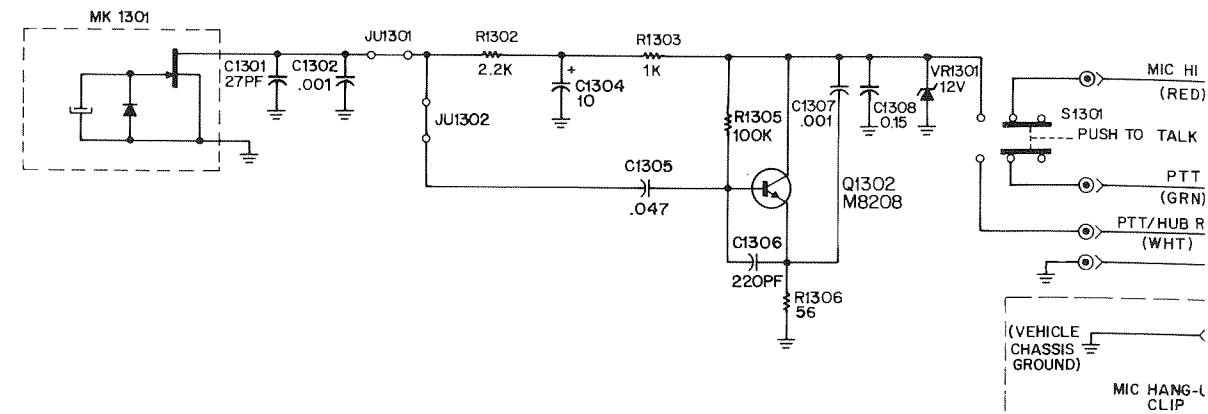 MK 1301
JU1301
R1302
2.2K
R1303
1K
C1301
27PF
C1302
.001
+
C1304
10
JU1302
R1305
100K
C1307
.001
C1308
0.15
VR1301
12V
S1301
PUSH TO TALK
MIC HI
(RED)
PTT
(GRN)
PTT/HUB R
(WHT)
C1305
.047
Q1302
M8208
C1306
220PF
R1306
56
(VEHICLE
CHASSIS
GROUND)
MIC HANG-U
CLIP